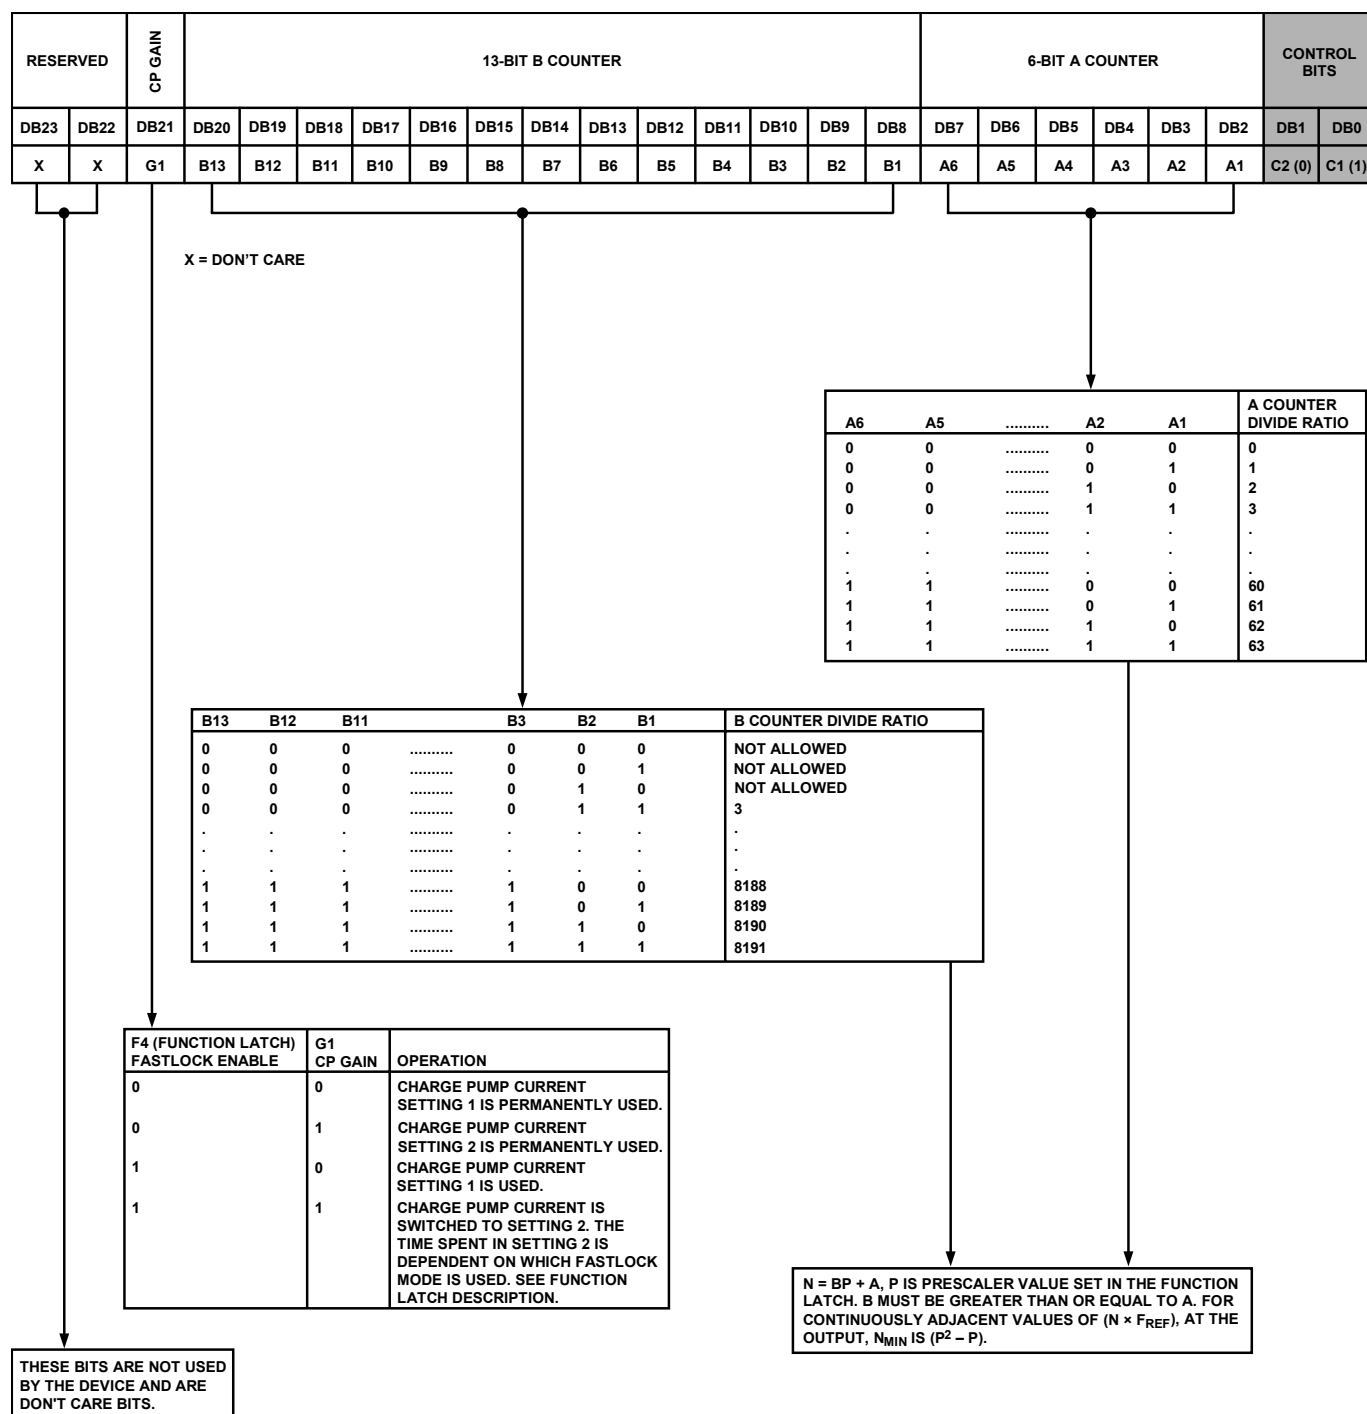 RESERVED CP GAIN 13-BIT B COUNTER 6-BIT A COUNTER CONTROL
BITS
DB23 DB22 DB21 DB20 DB19 DB18 DB17 DB16 DB15 DB14 DB13 DB12 DB11 DB10 DB9 DB8 DB7 DB6 DB5 DB4 DB3 DB2 DB1 DB0
X X G1 B13 B12 B11 B10 B9 B8 B7 B6 B5 B4 B3 B2 B1 A6 A5 A4 A3 A2 A1 C2 (0) C1 (1)
X = DON'T CARE
A6 A5 .......... A2 A1 A COUNTER
DIVIDE RATIO
0 0 .......... 0 0 0
0 0 .......... 0 1 1
0 0 .......... 1 0 2
0 0 .......... 1 1 3
. . .......... . . .
. . .......... . . .
. . .......... . . .
1 1 .......... 0 0 60
1 1 .......... 0 1 61
1 1 .......... 1 0 62
1 1 .......... 1 1 63
B13 B12 B11 B3 B2 B1 B COUNTER DIVIDE RATIO
0 0 0 .......... 0 0 0 NOT ALLOWED
0 0 0 .......... 0 0 1 NOT ALLOWED
0 0 0 .......... 0 1 0 NOT ALLOWED
0 0 0 .......... 0 1 1 3
. . . .......... . . . .
. . . .......... . . . .
. . . .......... . . . .
1 1 1 .......... 1 0 0 8188
1 1 1 .......... 1 0 1 8189
1 1 1 .......... 1 1 0 8190
1 1 1 .......... 1 1 1 8191
F4 (FUNCTION LATCH)
FASTLOCK ENABLE
G1
CP GAIN
OPERATION
0 0 CHARGE PUMP CURRENT
SETTING 1 IS PERMANENTLY USED.
0 1 CHARGE PUMP CURRENT
SETTING 2 IS PERMANENTLY USED.
1 0 CHARGE PUMP CURRENT
SETTING 1 IS USED.
1 1 CHARGE PUMP CURRENT IS
SWITCHED TO SETTING 2. THE
TIME SPENT IN SETTING 2 IS
DEPENDENT ON WHICH FASTLOCK
MODE IS USED. SEE FUNCTION
LATCH DESCRIPTION.
N = BP + A, P IS PRESCALER VALUE SET IN THE FUNCTION
LATCH. B MUST BE GREATER THAN OR EQUAL TO A. FOR
CONTINUOUSLY ADJACENT VALUES OF (N × FREF), AT THE
OUTPUT, NMIN IS (P² – P).
THESE BITS ARE NOT USED
BY THE DEVICE AND ARE
DON'T CARE BITS.